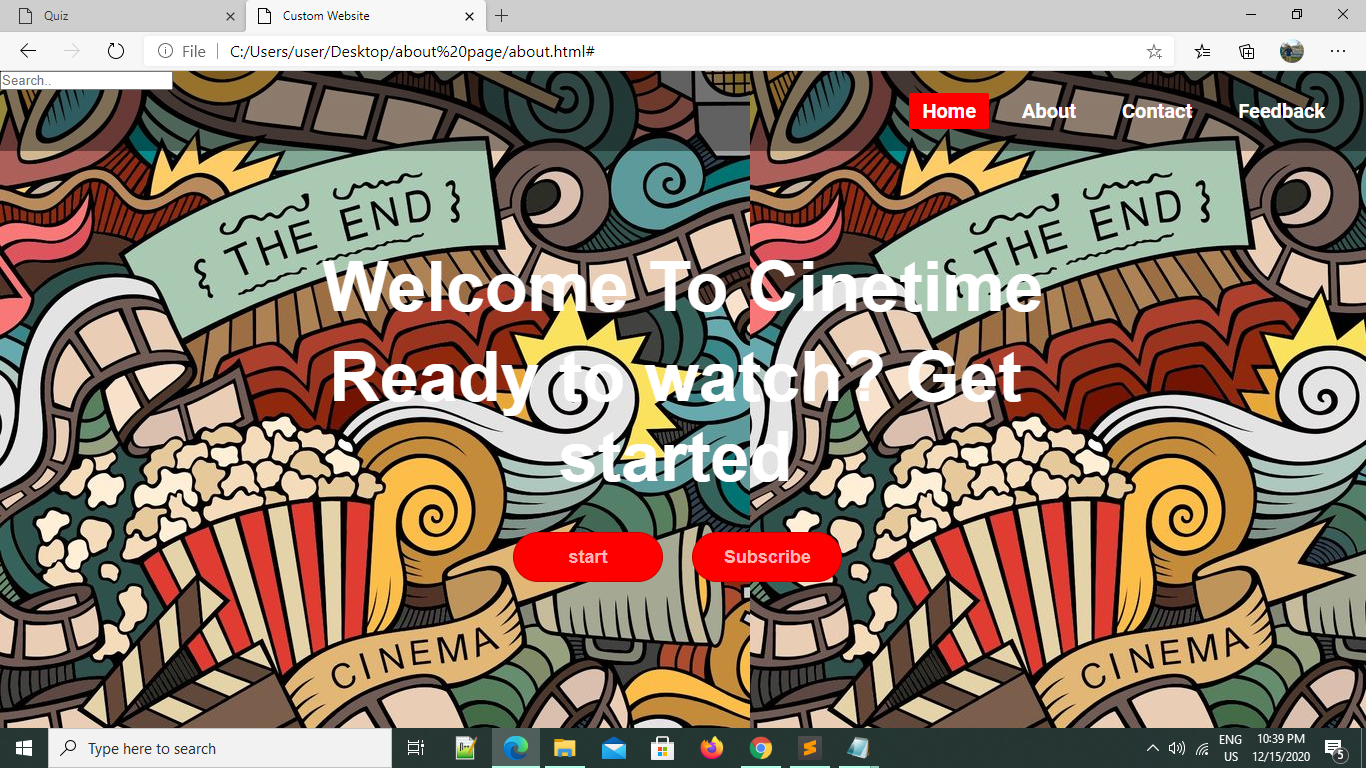 Quiz
Custom Website
File
C:/Users/user/Desktop/about%20page/about.html#
Search..
Home About Contact Feedback
THE END
THE END
Welcome To Cinetime
Ready to watch? Get
started
start
Subscribe
CINEMA
CINEMA
Type here to search
ENG
US
10:39 PM
12/15/2020
5